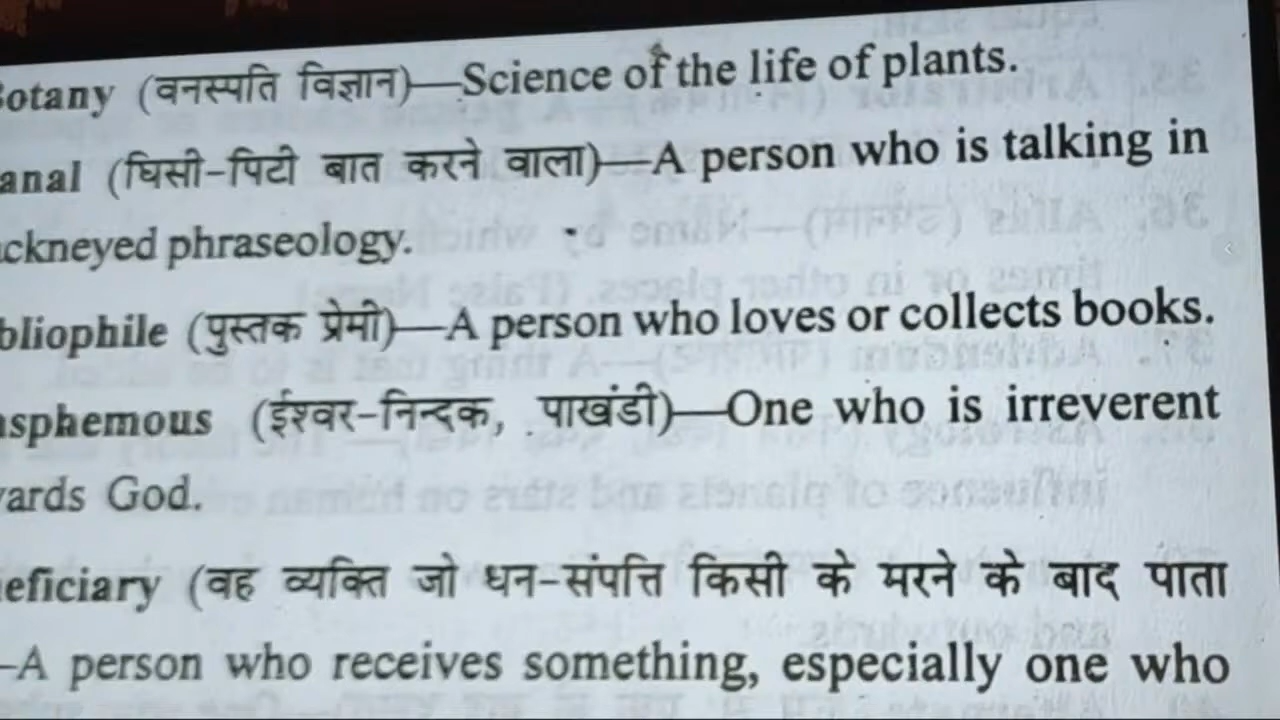 Botany (वनस्पति विज्ञान)—Science of the life of plants.
anal (घिसी-पिटी बात करने वाला)—A person who is talking in
ckneyed phraseology.
bliophile (पुस्तक प्रेमी)—A person who loves or collects books.
asphemous (ईश्वर-निन्दक, पाखंडी)—One who is irreverent
ards God.
eficiary (वह व्यक्ति जो धन-संपत्ति किसी के मरने के बाद पाता
—A person who receives something, especially one who